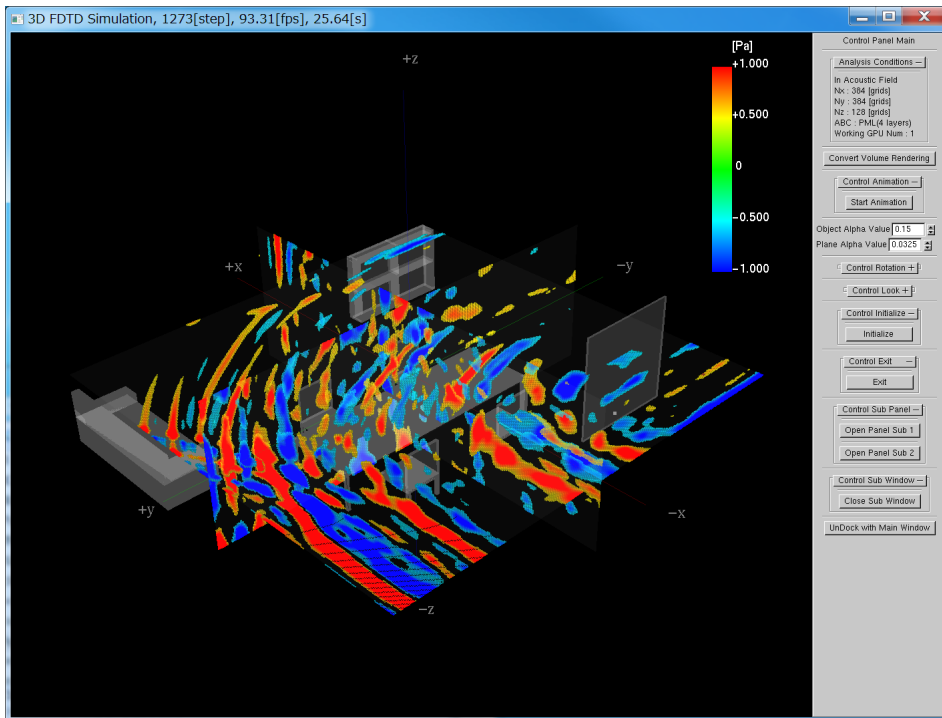 3D FDTD Simulation, 1273[step], 93.31[fps], 25.64[s]
[Pa]
+1.000
+0.500
0
−0.500
−1.000
+z
+x
−y
+y
−x
−z
Control Panel Main
Analysis Conditions −
In Acoustic Field
Nx : 384 [grids]
Ny : 384 [grids]
Nz : 128 [grids]
ABC : PML(4 layers)
Working GPU Num : 1
Convert Volume Rendering
Control Animation −
Start Animation
Object Alpha Value 0.15
Plane Alpha Value 0.0325
Control Rotation +
Control Look +
Control Initialize −
Initialize
Control Exit −
Exit
Control Sub Panel −
Open Panel Sub 1
Open Panel Sub 2
Control Sub Window −
Close Sub Window
UnDock with Main Window